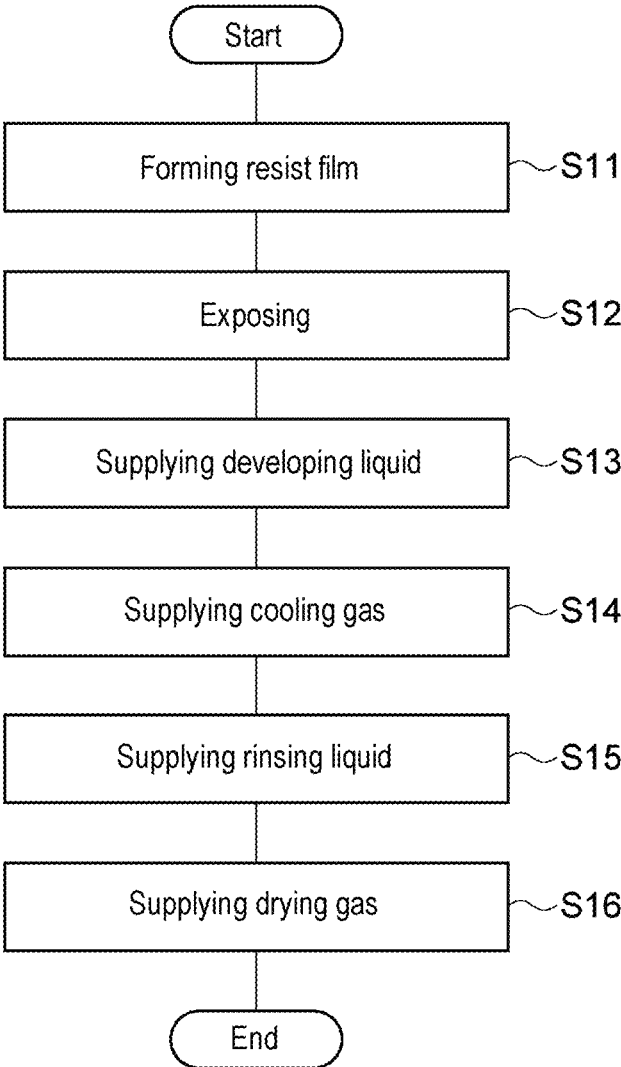 Start
Forming resist film S11
Exposing S12
Supplying developing liquid S13
Supplying cooling gas S14
Supplying rinsing liquid S15
Supplying drying gas S16
End